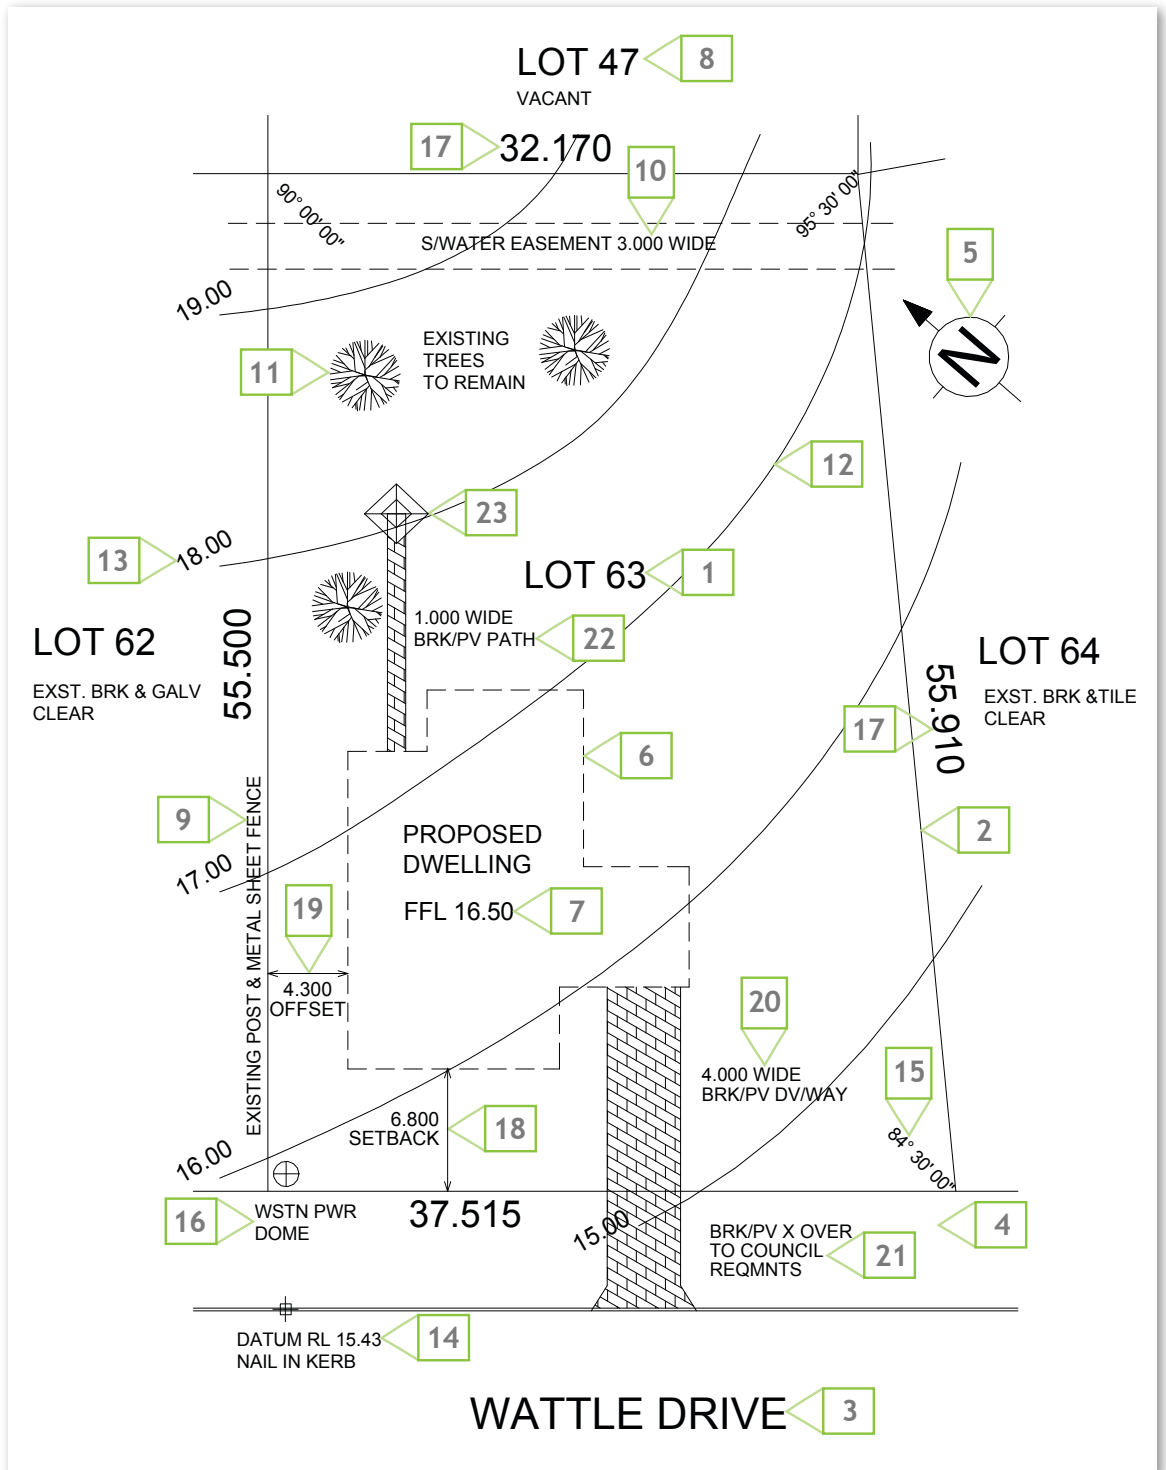 LOT 47
8
VACANT
17
32.170
10
90° 00' 00"
95° 30' 00"
S/WATER EASEMENT 3.000 WIDE
5
N
19.00
EXISTING
TREES
TO REMAIN
11
12
23
13
18.00
LOT 63
1
1.000 WIDE
BRK/PV PATH
22
LOT 62
EXST. BRK & GALV
CLEAR
55.500
LOT 64
EXST. BRK &TILE
CLEAR
17
55.910
6
9
EXISTING POST & METAL SHEET FENCE
2
PROPOSED
DWELLING
17.00
FFL 16.50
7
19
4.300
OFFSET
20
4.000 WIDE
BRK/PV DV/WAY
15
84° 30' 00"
6.800
SETBACK
18
16.00
16
WSTN PWR
DOME
37.515
15.00
BRK/PV X OVER
TO COUNCIL
REQMNTS
21
4
DATUM RL 15.43
NAIL IN KERB
14
WATTLE DRIVE
3